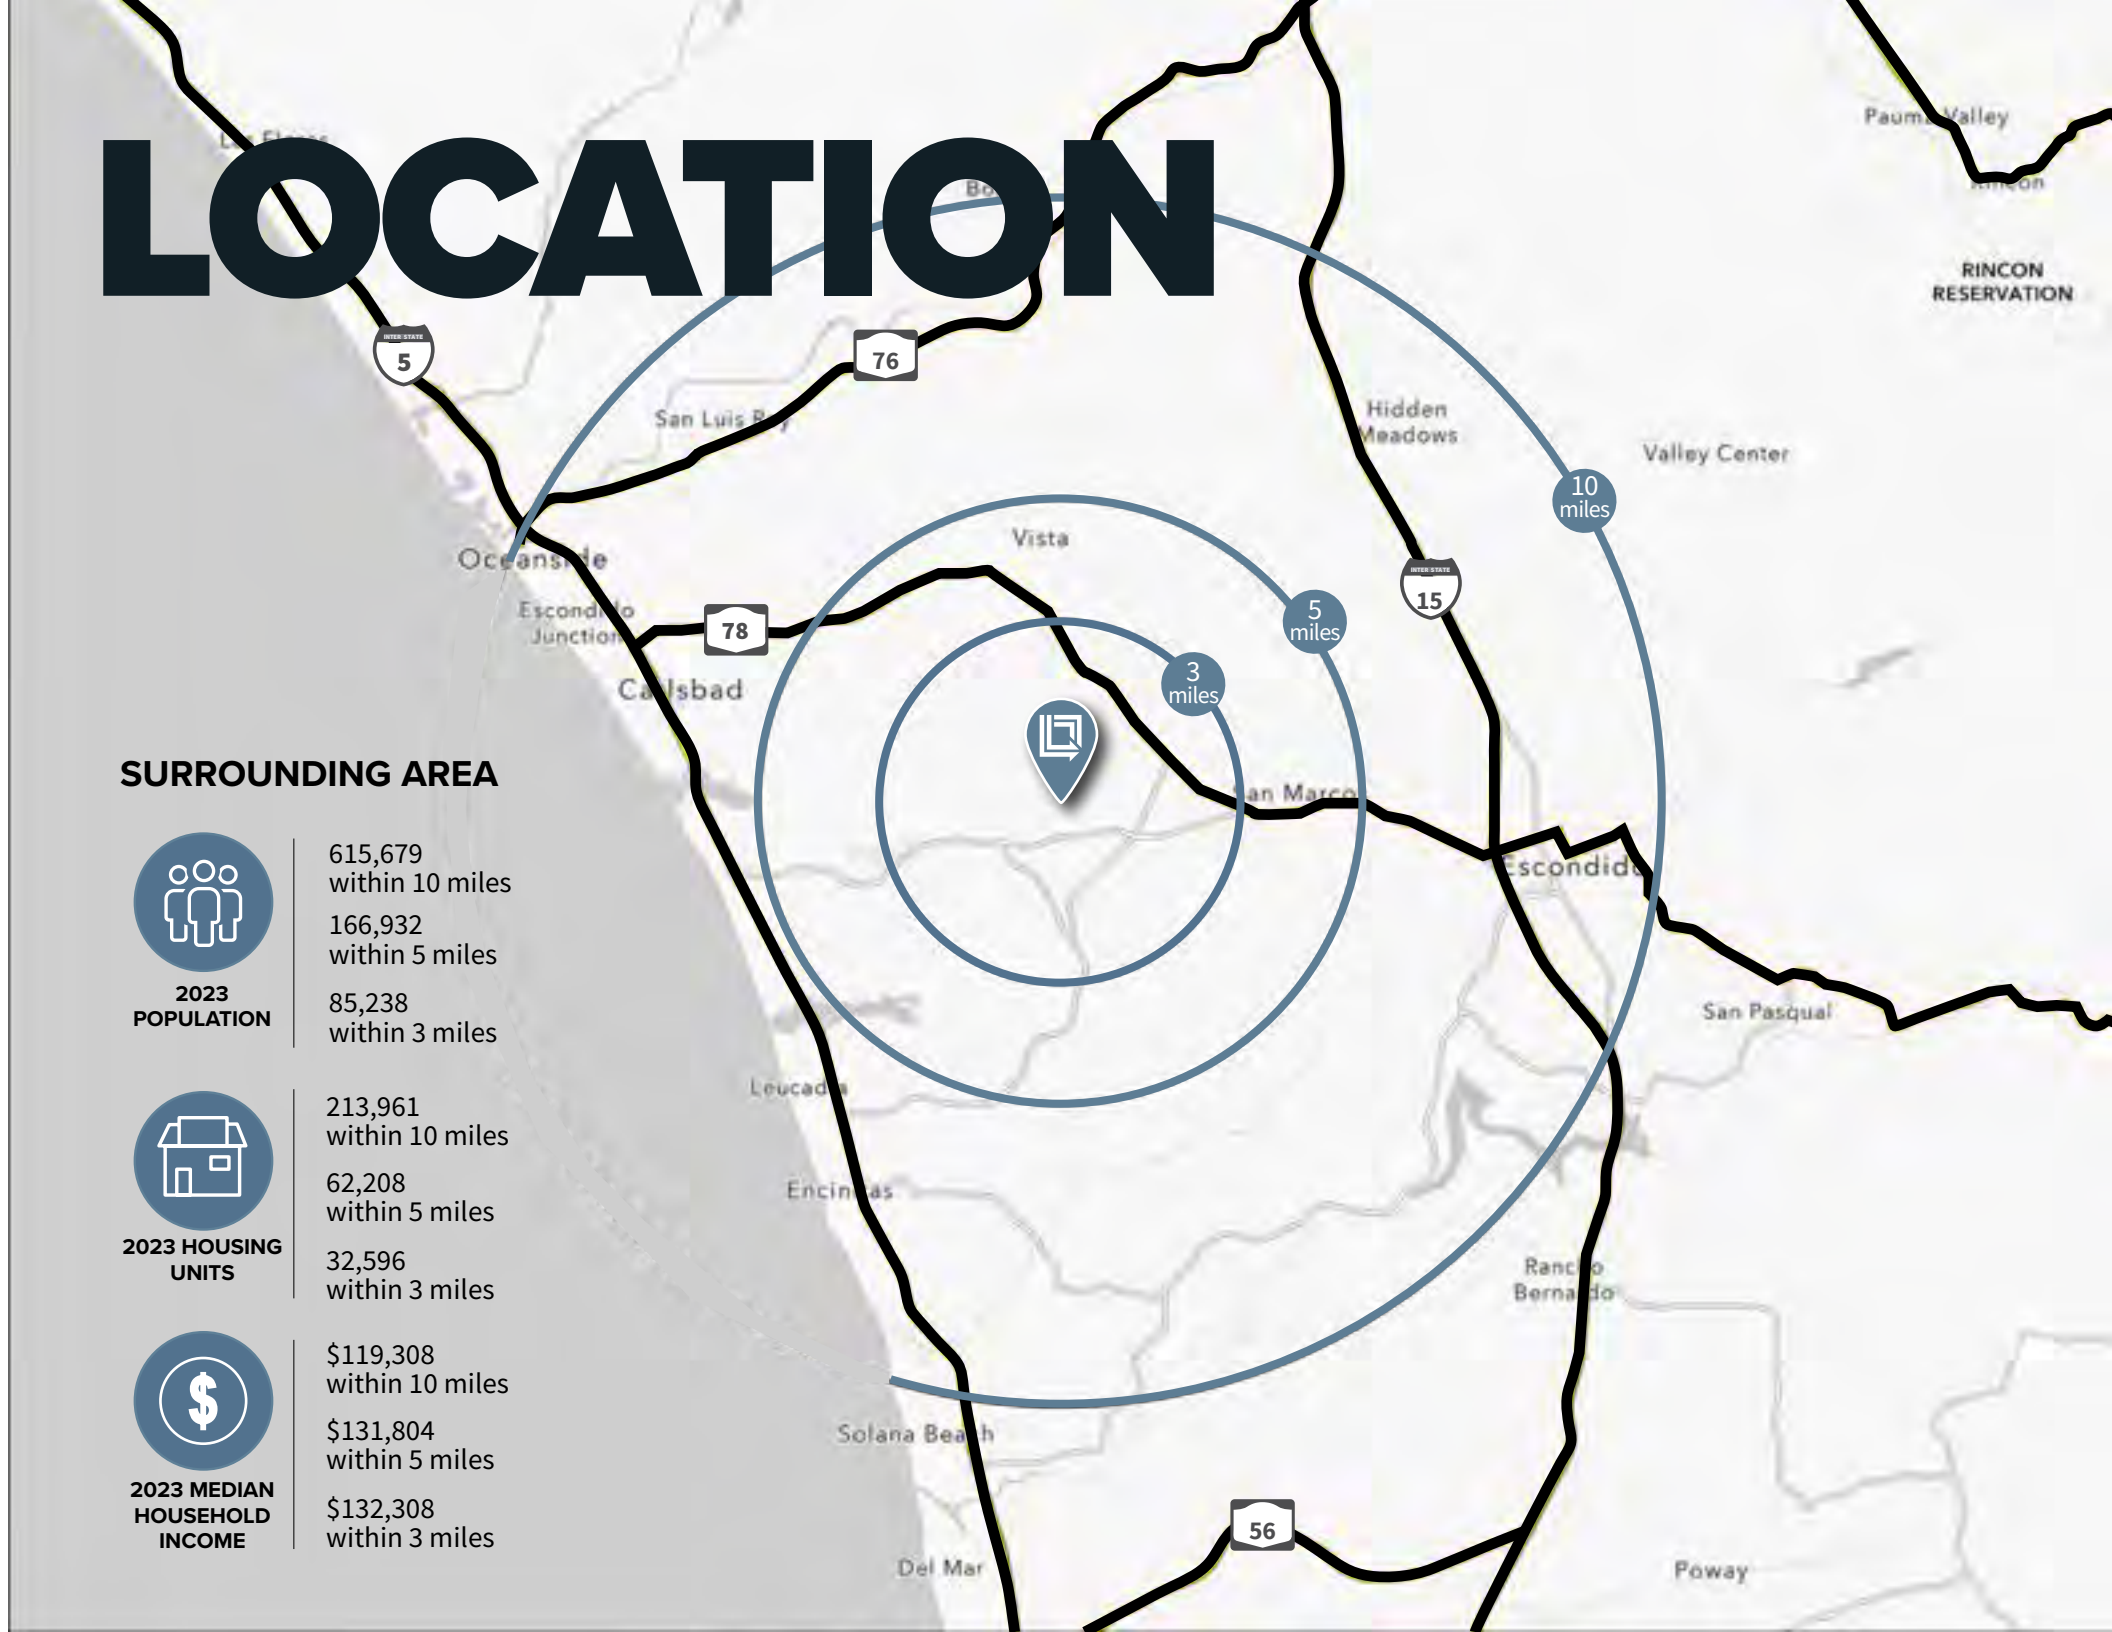 LOCATION
Pauma Valley
Rincon
RINCON
RESERVATION
INTERSTATE
5
76
San Luis Rey
Hidden
Meadows
Valley Center
10
miles
Vista
Oceanside
INTERSTATE
15
5
miles
Escondido
Junction
78
3
miles
Carlsbad
San Marcos
Escondido
San Pasqual
Leucadia
Encinitas
Rancho
Bernardo
Solana Beach
56
Del Mar
Poway
SURROUNDING AREA
2023
POPULATION
615,679
within 10 miles
166,932
within 5 miles
85,238
within 3 miles
2023 HOUSING
UNITS
213,961
within 10 miles
62,208
within 5 miles
32,596
within 3 miles
$
2023 MEDIAN
HOUSEHOLD
INCOME
$119,308
within 10 miles
$131,804
within 5 miles
$132,308
within 3 miles